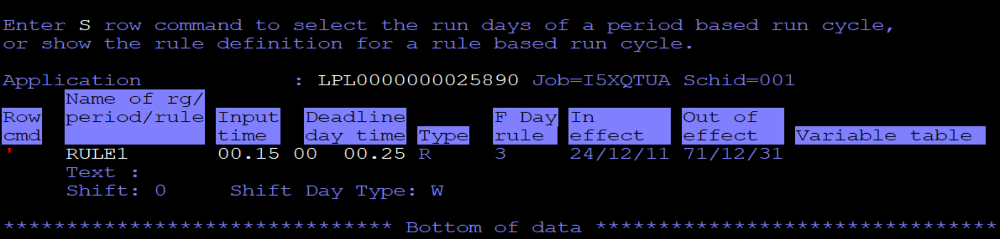 Enter S row command to select the run days of a period based run cycle,
or show the rule definition for a rule based run cycle.
Application : LPL0000000025890 Job=I5XQTUA Schid=001
Name of rg/
Row period/rule Input Deadline F Day In Out of
cmd time day time Type rule effect effect Variable table
' RULE1 00.15 00 00.25 R 3 24/12/11 71/12/31
Text :
Shift: 0 Shift Day Type: W
******************************* Bottom of data ********************************